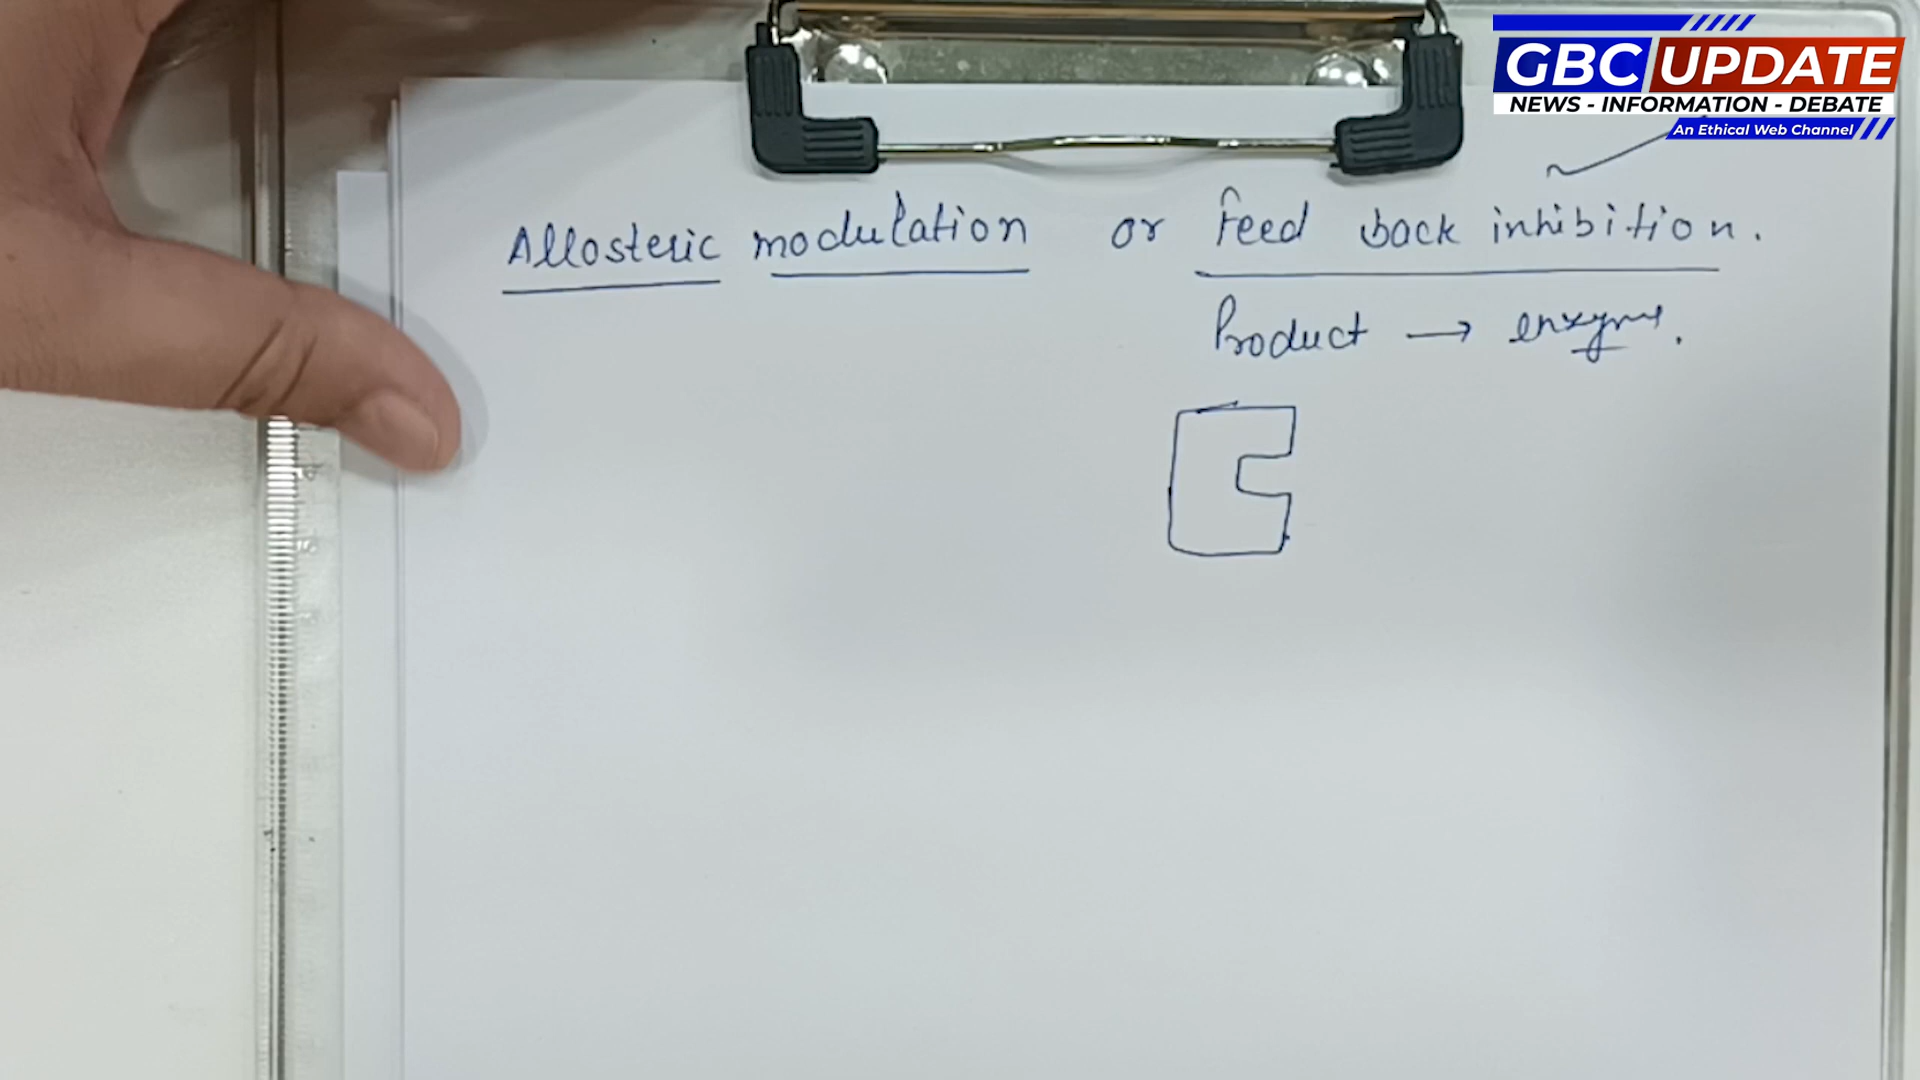 GBC UPDATE
NEWS - INFORMATION - DEBATE
An Ethical Web Channel
Allosteric modulation or Feed back inhibition.
Product → enzyme.